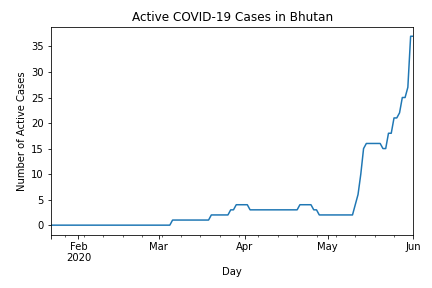 Active COVID-19 Cases in Bhutan
35
30
25
20
15
10
5
0
Number of Active Cases
Feb Mar Apr May Jun
2020
Day